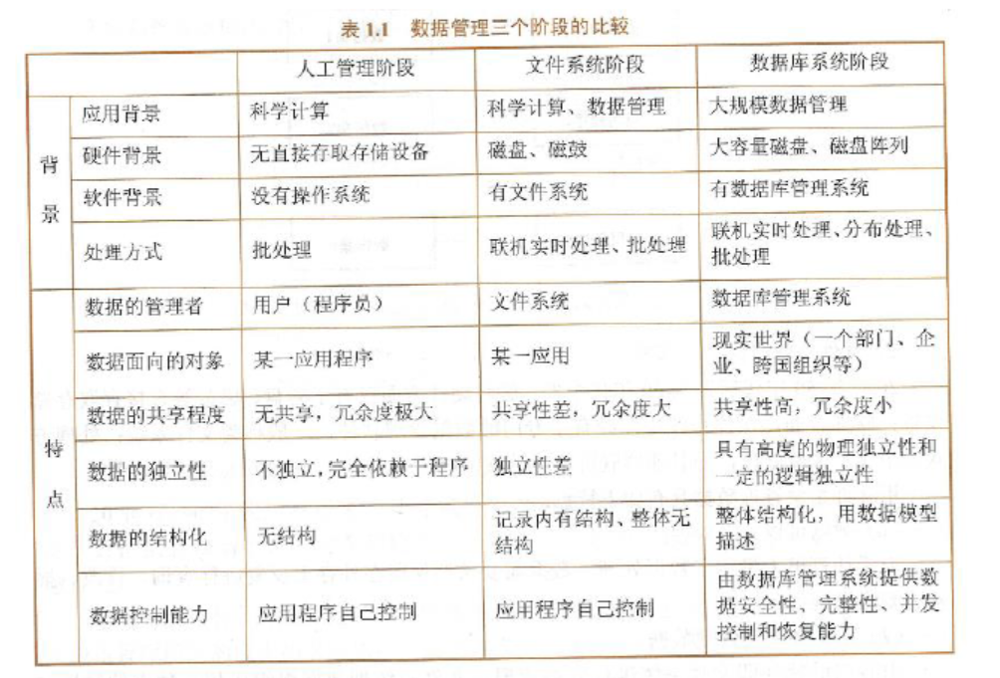 表 1.1 数据管理三个阶段的比较
人工管理阶段 文件系统阶段 数据库系统阶段
背景
应用背景 科学计算 科学计算、数据管理 大规模数据管理
硬件背景 无直接存取存储设备 磁盘、磁鼓 大容量磁盘、磁盘阵列
软件背景 没有操作系统 有文件系统 有数据库管理系统
处理方式 批处理 联机实时处理、批处理 联机实时处理、分布处理、
批处理
特点
数据的管理者 用户（程序员） 文件系统 数据库管理系统
数据面向的对象 某一应用程序 某一应用 现实世界（一个部门、企
业、跨国组织等）
数据的共享程度 无共享，冗余度极大 共享性差，冗余度大 共享性高，冗余度小
数据的独立性 不独立，完全依赖于程序 独立性差 具有高度的物理独立性和
一定的逻辑独立性
数据的结构化 无结构 记录内有结构、整体无
结构 整体结构化，用数据模型
描述
数据控制能力 应用程序自己控制 应用程序自己控制 由数据库管理系统提供数
据安全性、完整性、并发
控制和恢复能力